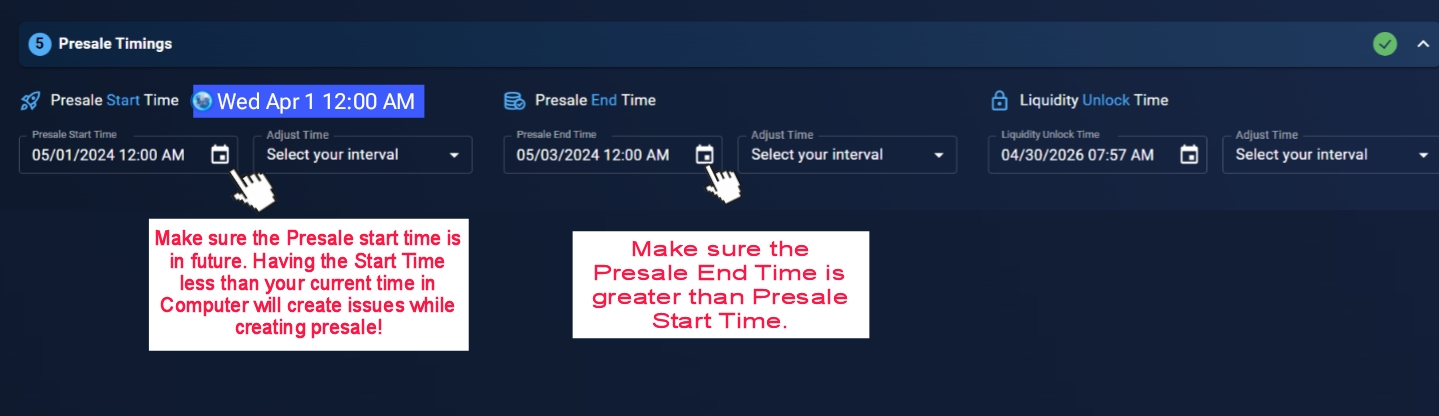 5 Presale Timings
Presale Start Time Wed Apr 1 12:00 AM
Presale End Time
Liquidity Unlock Time
Presale Start Time
05/01/2024 12:00 AM
Adjust Time
Select your interval
Presale End Time
05/03/2024 12:00 AM
Adjust Time
Select your interval
Liquidity Unlock Time
04/30/2026 07:57 AM
Adjust Time
Select your interval
Make sure the Presale start time is
in future. Having the Start Time
less than your current time in
Computer will create issues while
creating presale!
Make sure the
Presale End Time is
greater than Presale
Start Time.